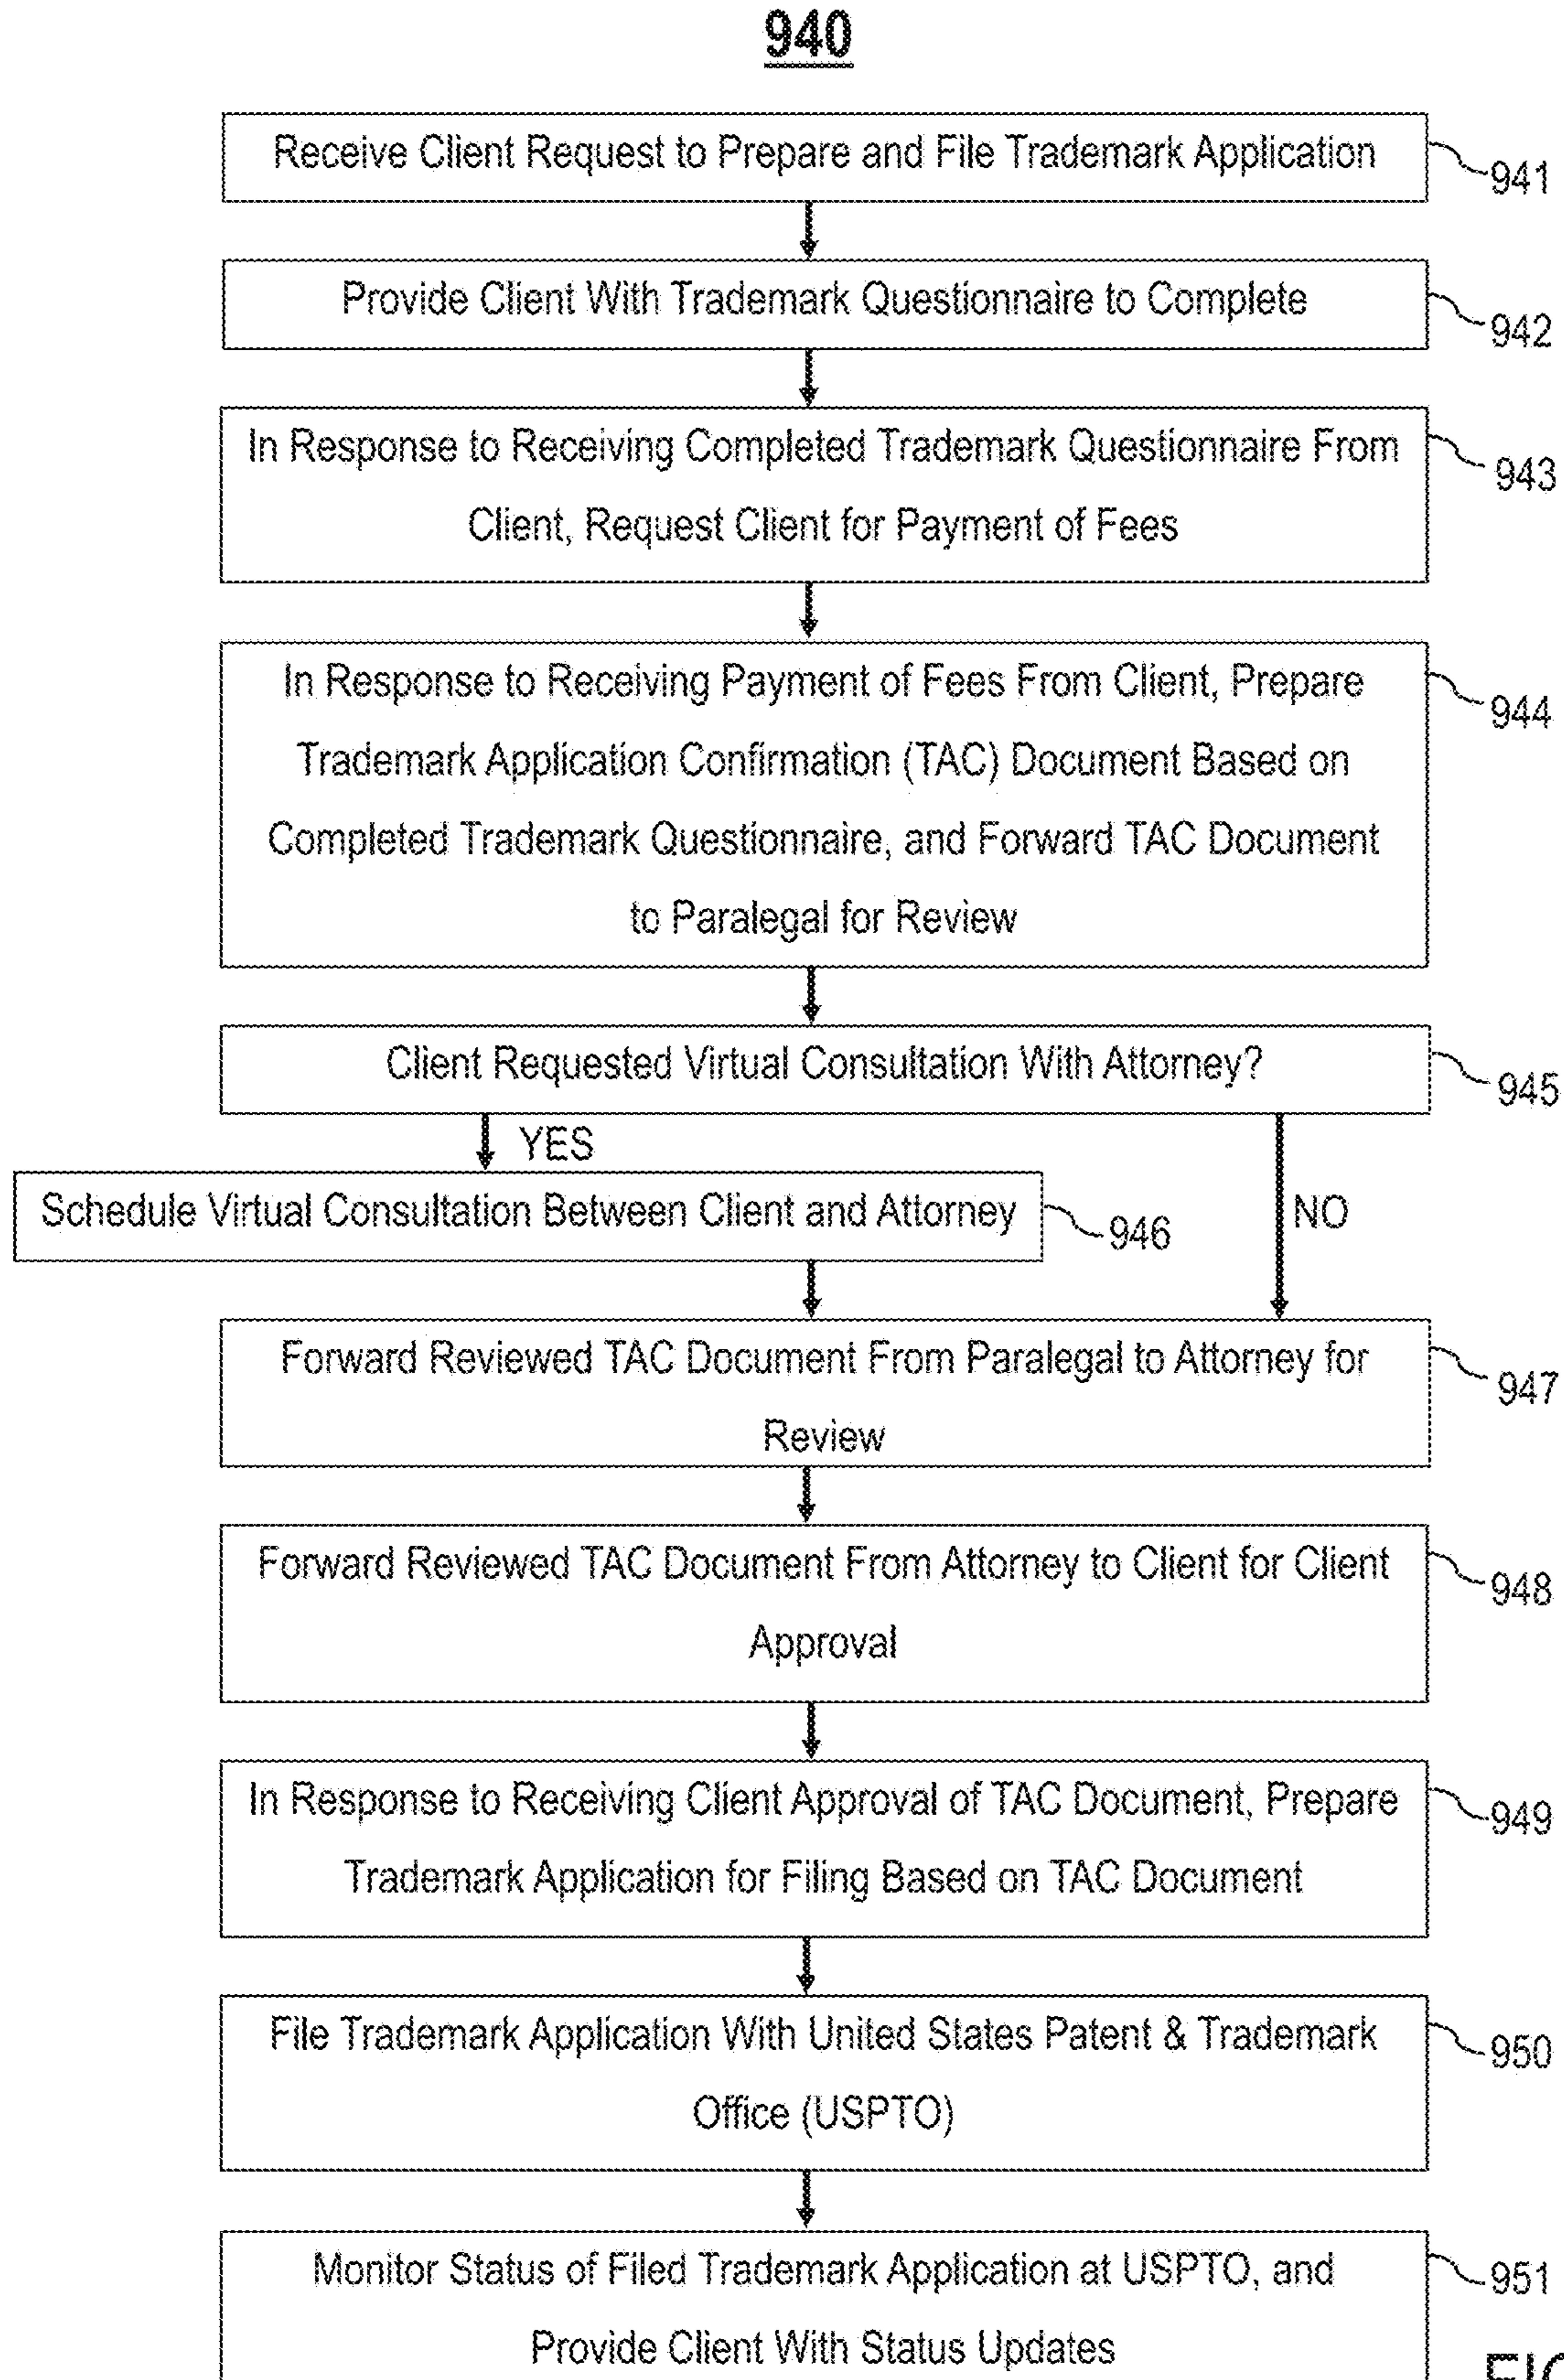 940
Receive Client Request to Prepare and File Trademark Application
941
Provide Client With Trademark Questionnaire to Complete
942
In Response to Receiving Completed Trademark Questionnaire From
Client, Request Client for Payment of Fees
943
In Response to Receiving Payment of Fees From Client, Prepare
Trademark Application Confirmation (TAC) Document Based on
Completed Trademark Questionnaire, and Forward TAC Document
to Paralegal for Review
944
Client Requested Virtual Consultation With Attorney?
945
YES
NO
Schedule Virtual Consultation Between Client and Attorney
946
Forward Reviewed TAC Document From Paralegal to Attorney for
Review
947
Forward Reviewed TAC Document From Attorney to Client for Client
Approval
948
In Response to Receiving Client Approval of TAC Document, Prepare
Trademark Application for Filing Based on TAC Document
949
File Trademark Application With United States Patent & Trademark
Office (USPTO)
950
Monitor Status of Filed Trademark Application at USPTO, and
Provide Client With Status Updates
951